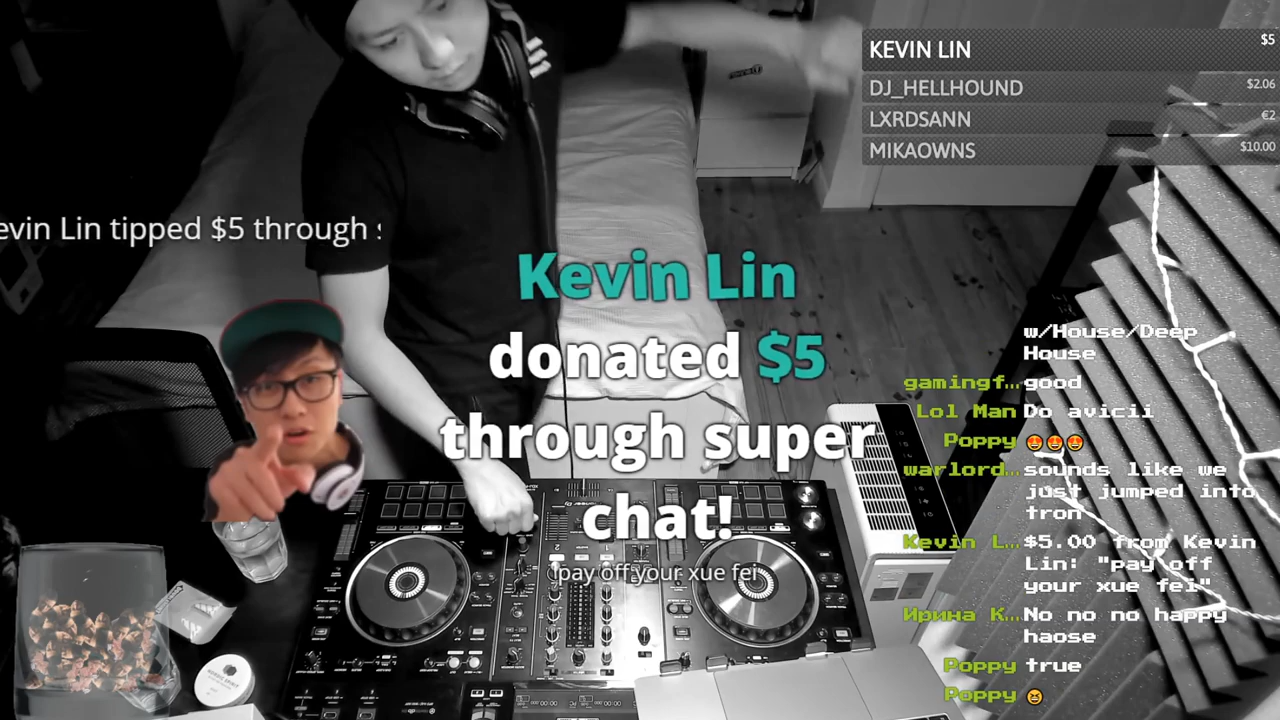 KEVIN LIN $5
DJ_HELLHOUND $2.06
LXRDSANN €2
MIKAOWNS $10.00
evin Lin tipped $5 through
Kevin Lin
donated $5
through super
chat!
pay off your xue fei
w/House/Deep
House
gamingf… good
Lol Man Do avicii
Poppy 🤩🤩🤩
warlord… sounds like we
just jumped into
tron
Kevin L… $5.00 from Kevin
Lin: "pay off
your xue fei"
Ирина К… No no no happy
haose
Poppy true
Poppy 😆